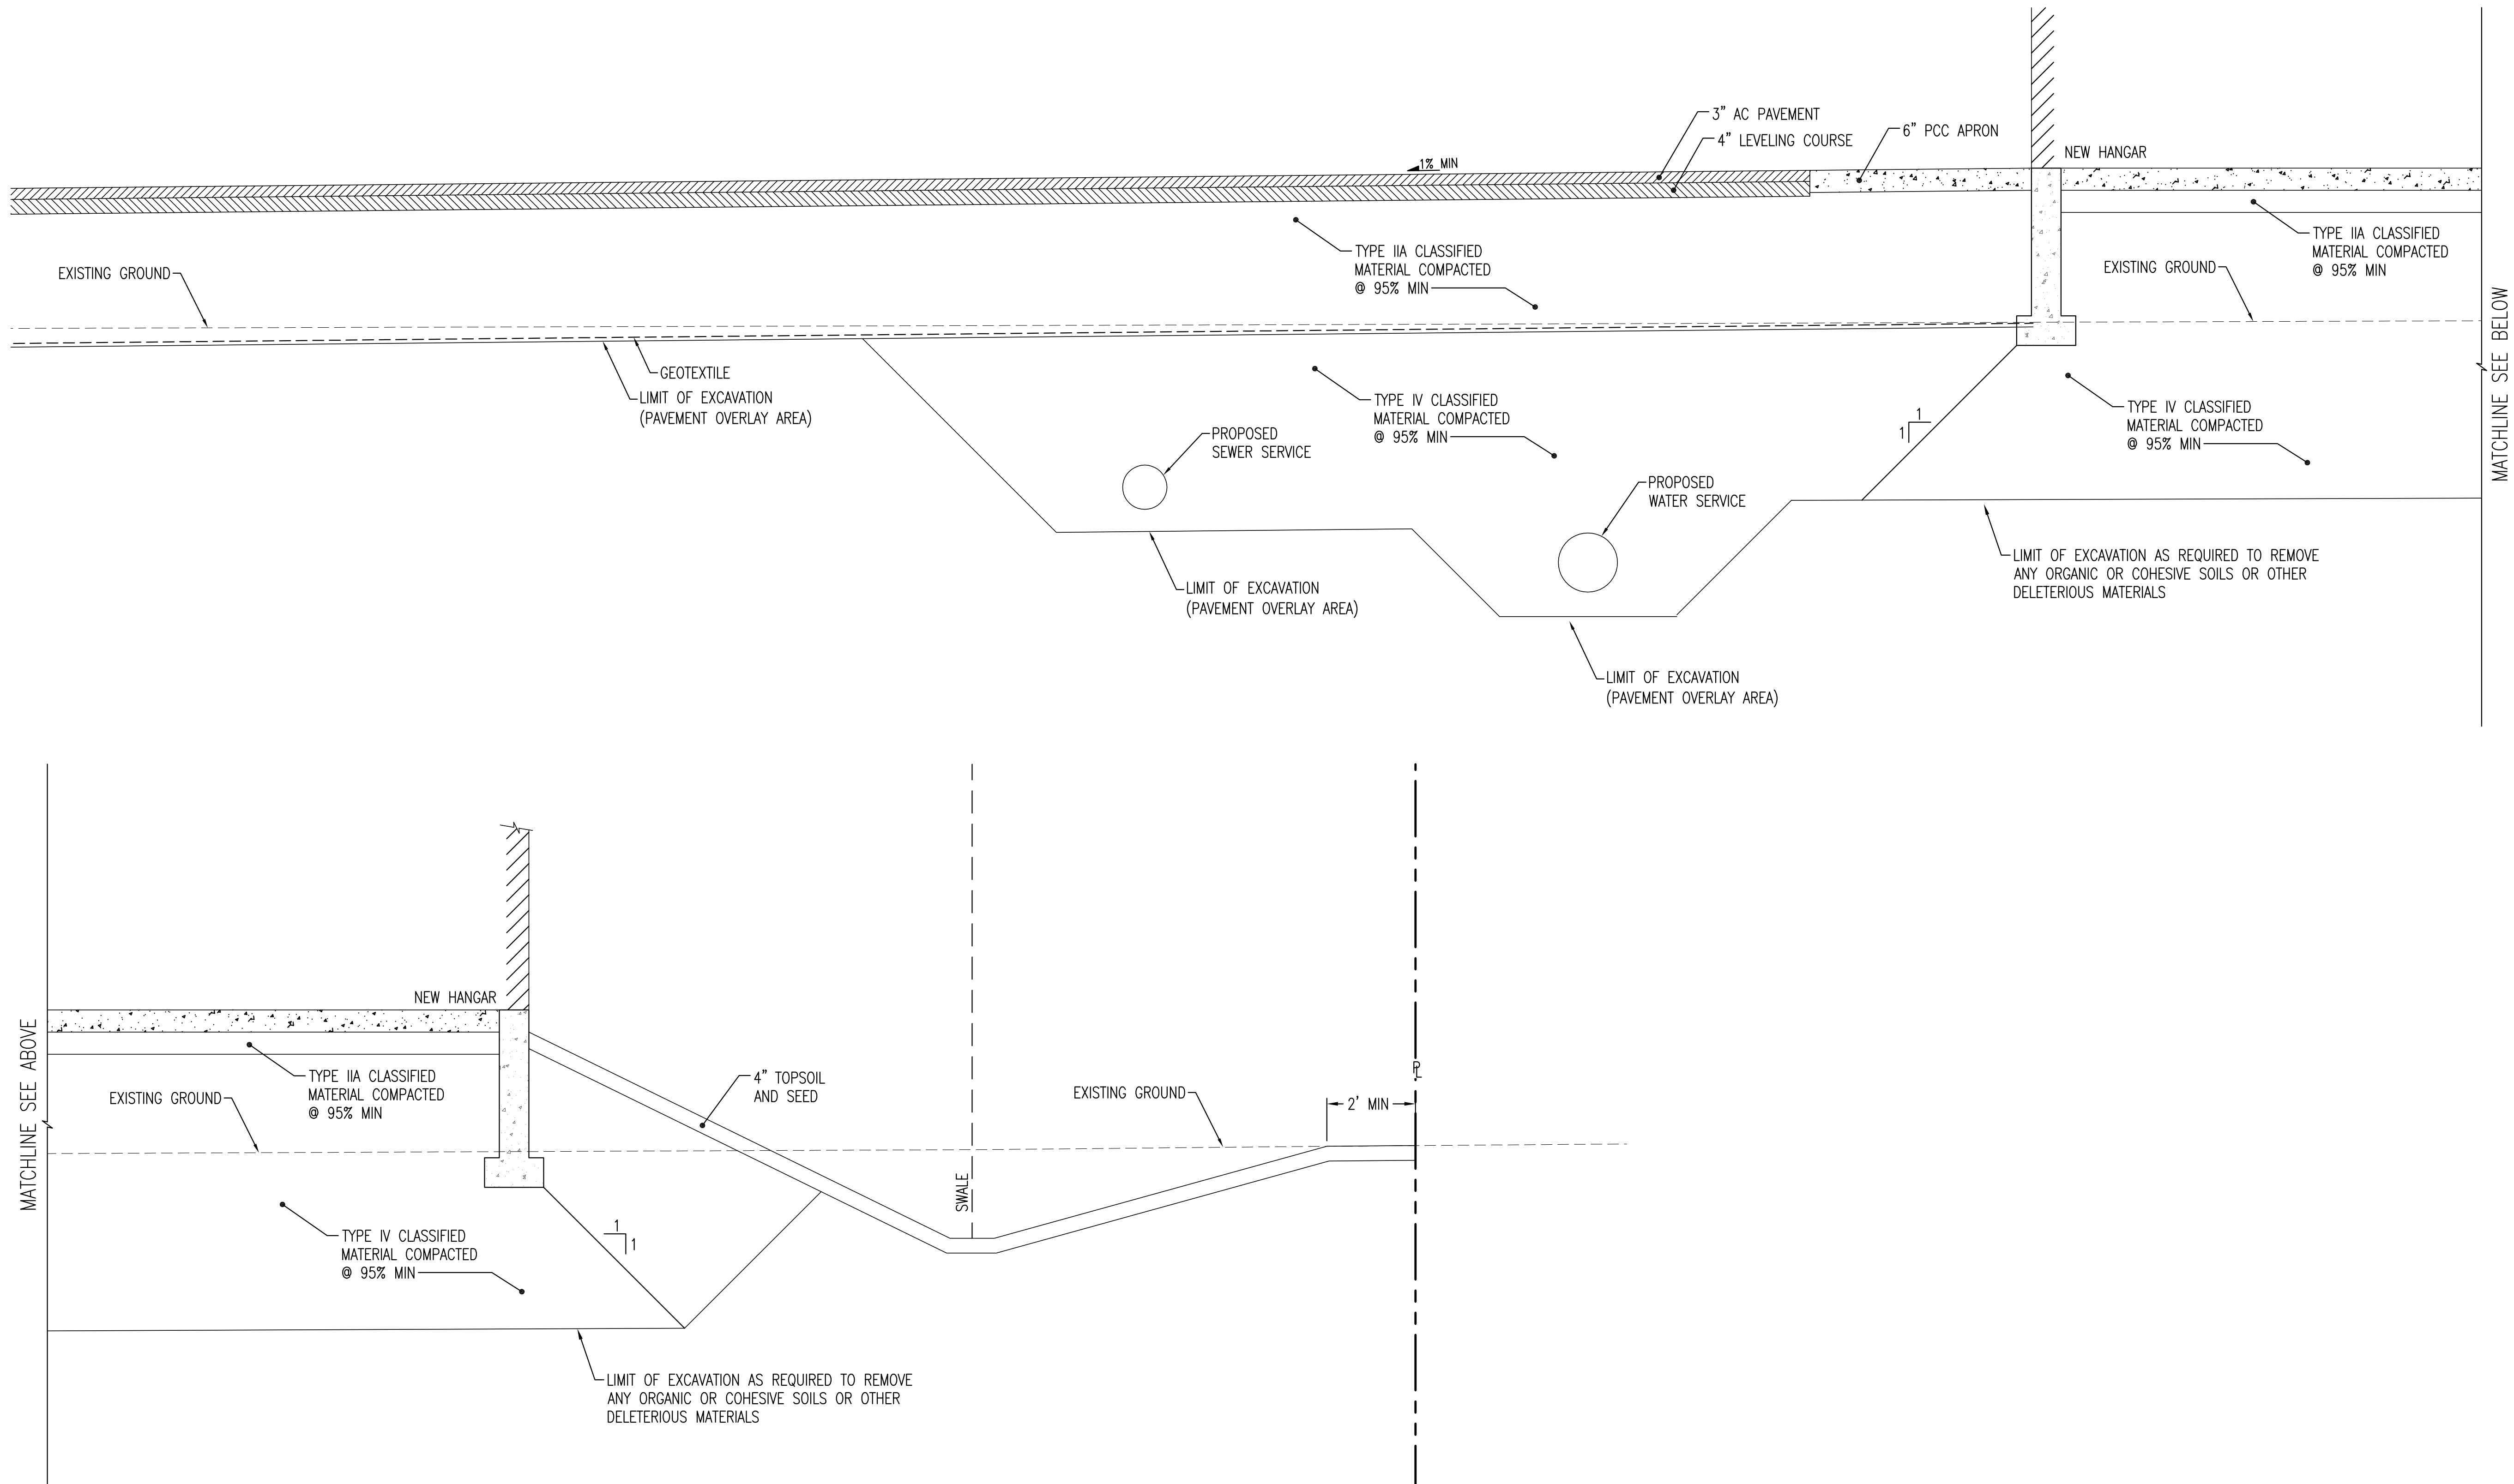 3" AC PAVEMENT
4" LEVELING COURSE
6" PCC APRON
1% MIN
NEW HANGAR
TYPE IIA CLASSIFIED
MATERIAL COMPACTED
@ 95% MIN
TYPE IIA CLASSIFIED
MATERIAL COMPACTED
@ 95% MIN
EXISTING GROUND
EXISTING GROUND
MATCHLINE SEE BELOW
GEOTEXTILE
LIMIT OF EXCAVATION
(PAVEMENT OVERLAY AREA)
TYPE IV CLASSIFIED
MATERIAL COMPACTED
@ 95% MIN
1
1
TYPE IV CLASSIFIED
MATERIAL COMPACTED
@ 95% MIN
PROPOSED
SEWER SERVICE
PROPOSED
WATER SERVICE
LIMIT OF EXCAVATION
(PAVEMENT OVERLAY AREA)
LIMIT OF EXCAVATION AS REQUIRED TO REMOVE
ANY ORGANIC OR COHESIVE SOILS OR OTHER
DELETERIOUS MATERIALS
LIMIT OF EXCAVATION
(PAVEMENT OVERLAY AREA)
MATCHLINE SEE ABOVE
NEW HANGAR
TYPE IIA CLASSIFIED
MATERIAL COMPACTED
@ 95% MIN
EXISTING GROUND
4" TOPSOIL
AND SEED
EXISTING GROUND
PL
2' MIN
SWALE
TYPE IV CLASSIFIED
MATERIAL COMPACTED
@ 95% MIN
1
1
LIMIT OF EXCAVATION AS REQUIRED TO REMOVE
ANY ORGANIC OR COHESIVE SOILS OR OTHER
DELETERIOUS MATERIALS